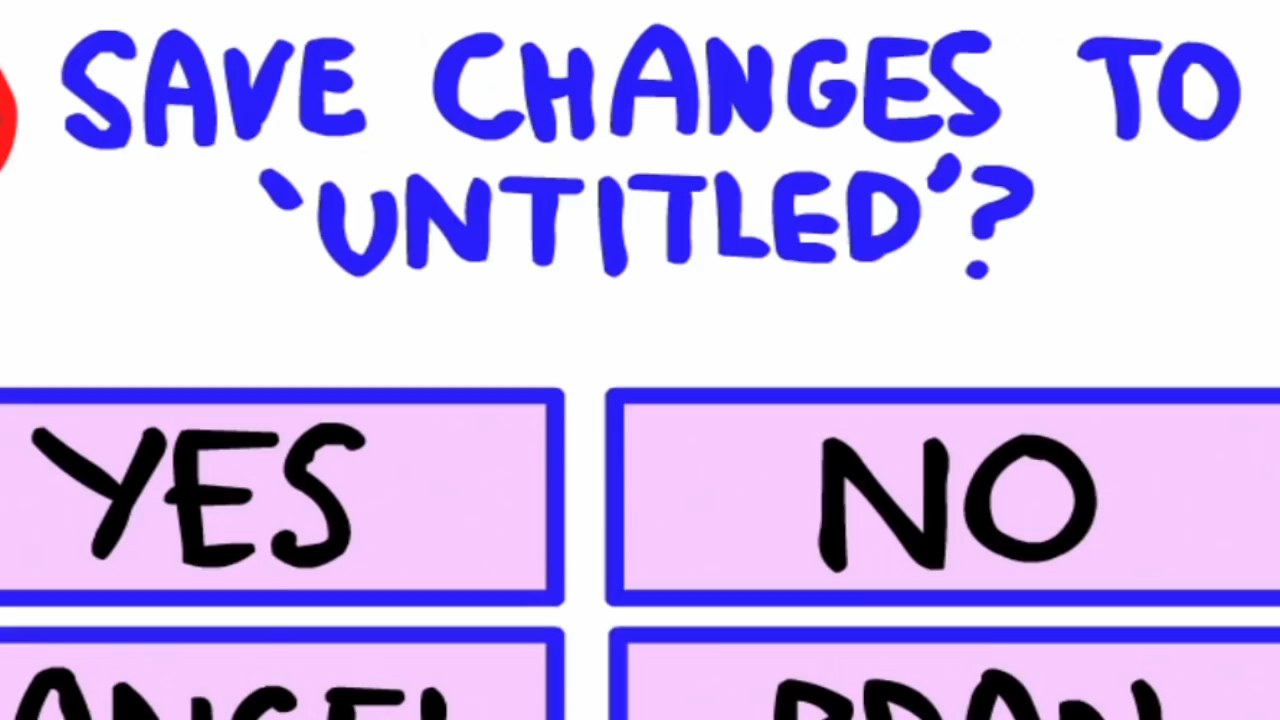 SAVE CHANGES TO
‘UNTITLED’?
YES NO